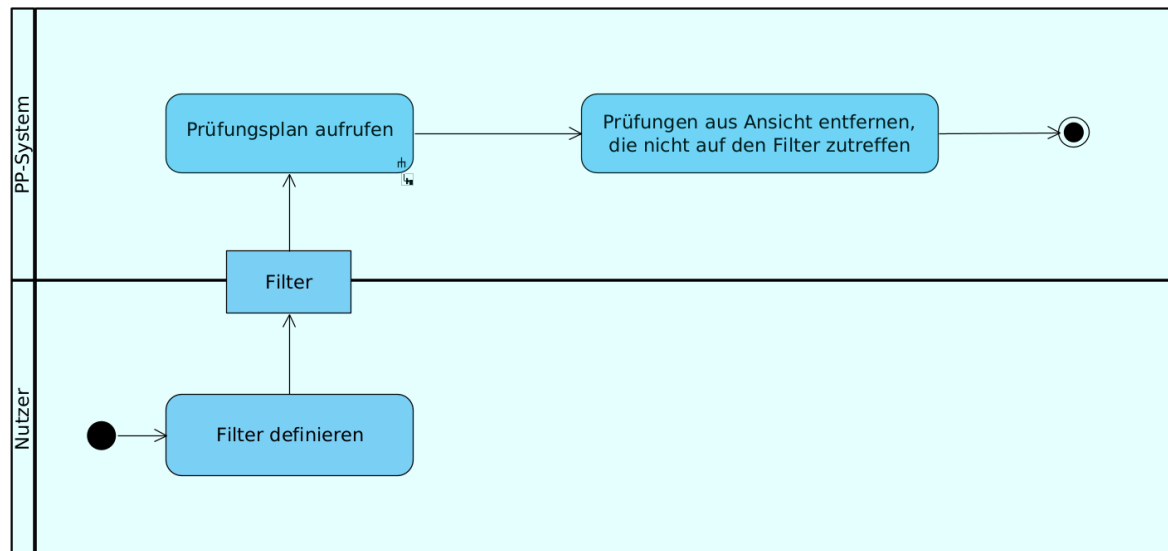 PP-System
Prüfungsplan aufrufen
Prüfungen aus Ansicht entfernen,
die nicht auf den Filter zutreffen
Filter
Nutzer
Filter definieren